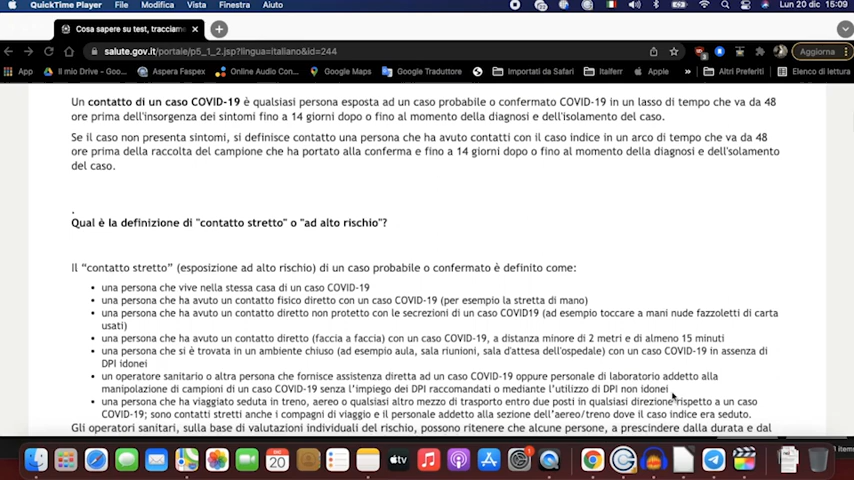 QuickTime Player File Modifica Vista Finestra Aiuto Lun 20 dic 15:09
Cosa sapere su test, tracciame
salute.gov.it/portale/p5_1_2.jsp?lingua=italiano&id=244 Aggiorna
App Il mio Drive - Goo... Aspera Faspex Online Audio Con... Google Maps Google Traduttore Importati da Safari Italferr Apple » Altri Preferiti Elenco di lettura
Un contatto di un caso COVID-19 è qualsiasi persona esposta ad un caso probabile o confermato COVID-19 in un lasso di tempo che va da 48
ore prima dell'insorgenza dei sintomi fino a 14 giorni dopo o fino al momento della diagnosi e dell'isolamento del caso.
Se il caso non presenta sintomi, si definisce contatto una persona che ha avuto contatti con il caso indice in un arco di tempo che va da 48
ore prima della raccolta del campione che ha portato alla conferma e fino a 14 giorni dopo o fino al momento della diagnosi e dell'isolamento
del caso.
.
Qual è la definizione di "contatto stretto" o "ad alto rischio"?
Il “contatto stretto” (esposizione ad alto rischio) di un caso probabile o confermato è definito come:
• una persona che vive nella stessa casa di un caso COVID-19
• una persona che ha avuto un contatto fisico diretto con un caso COVID-19 (per esempio la stretta di mano)
• una persona che ha avuto un contatto diretto non protetto con le secrezioni di un caso COVID19 (ad esempio toccare a mani nude fazzoletti di carta
usati)
• una persona che ha avuto un contatto diretto (faccia a faccia) con un caso COVID-19, a distanza minore di 2 metri e di almeno 15 minuti
• una persona che si è trovata in un ambiente chiuso (ad esempio aula, sala riunioni, sala d'attesa dell'ospedale) con un caso COVID-19 in assenza di
DPI idonei
• un operatore sanitario o altra persona che fornisce assistenza diretta ad un caso COVID-19 oppure personale di laboratorio addetto alla
manipolazione di campioni di un caso COVID-19 senza l’impiego dei DPI raccomandati o mediante l’utilizzo di DPI non idonei
• una persona che ha viaggiato seduta in treno, aereo o qualsiasi altro mezzo di trasporto entro due posti in qualsiasi direzione rispetto a un caso
COVID-19; sono contatti stretti anche i compagni di viaggio e il personale addetto alla sezione dell’aereo/treno dove il caso indice era seduto.
Gli operatori sanitari, sulla base di valutazioni individuali del rischio, possono ritenere che alcune persone, a prescindere dalla durata e dal
20 tv